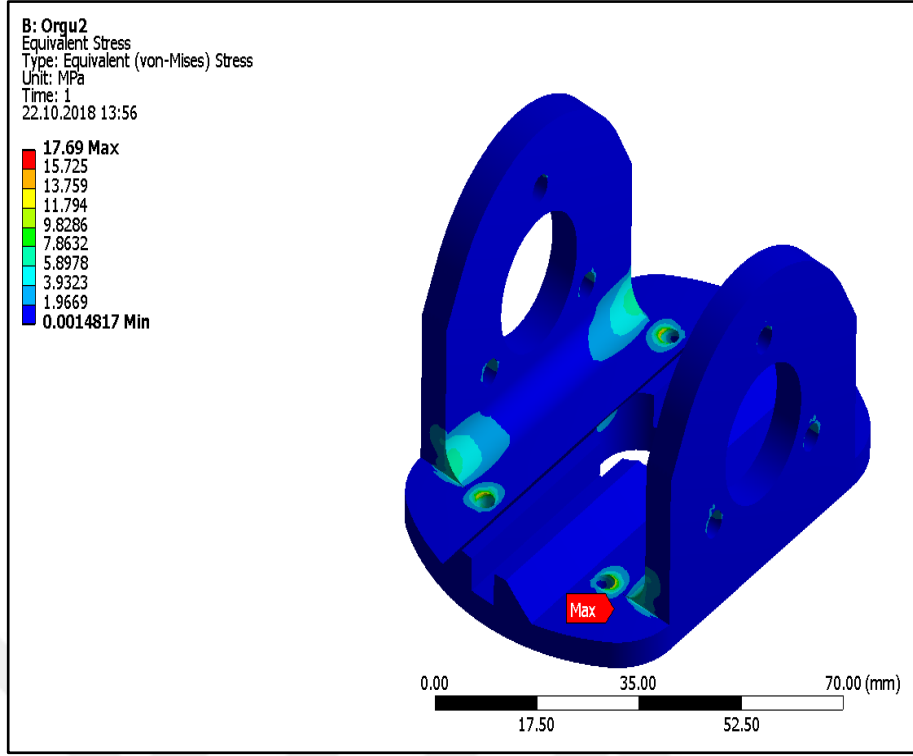 B: Orgu2
Equivalent Stress
Type: Equivalent (von-Mises) Stress
Unit: MPa
Time: 1
22.10.2018 13:56
17.69 Max
15.725
13.759
11.794
9.8286
7.8632
5.8978
3.9323
1.9669
0.0014817 Min
Max
0.00 35.00 70.00 (mm)
17.50 52.50